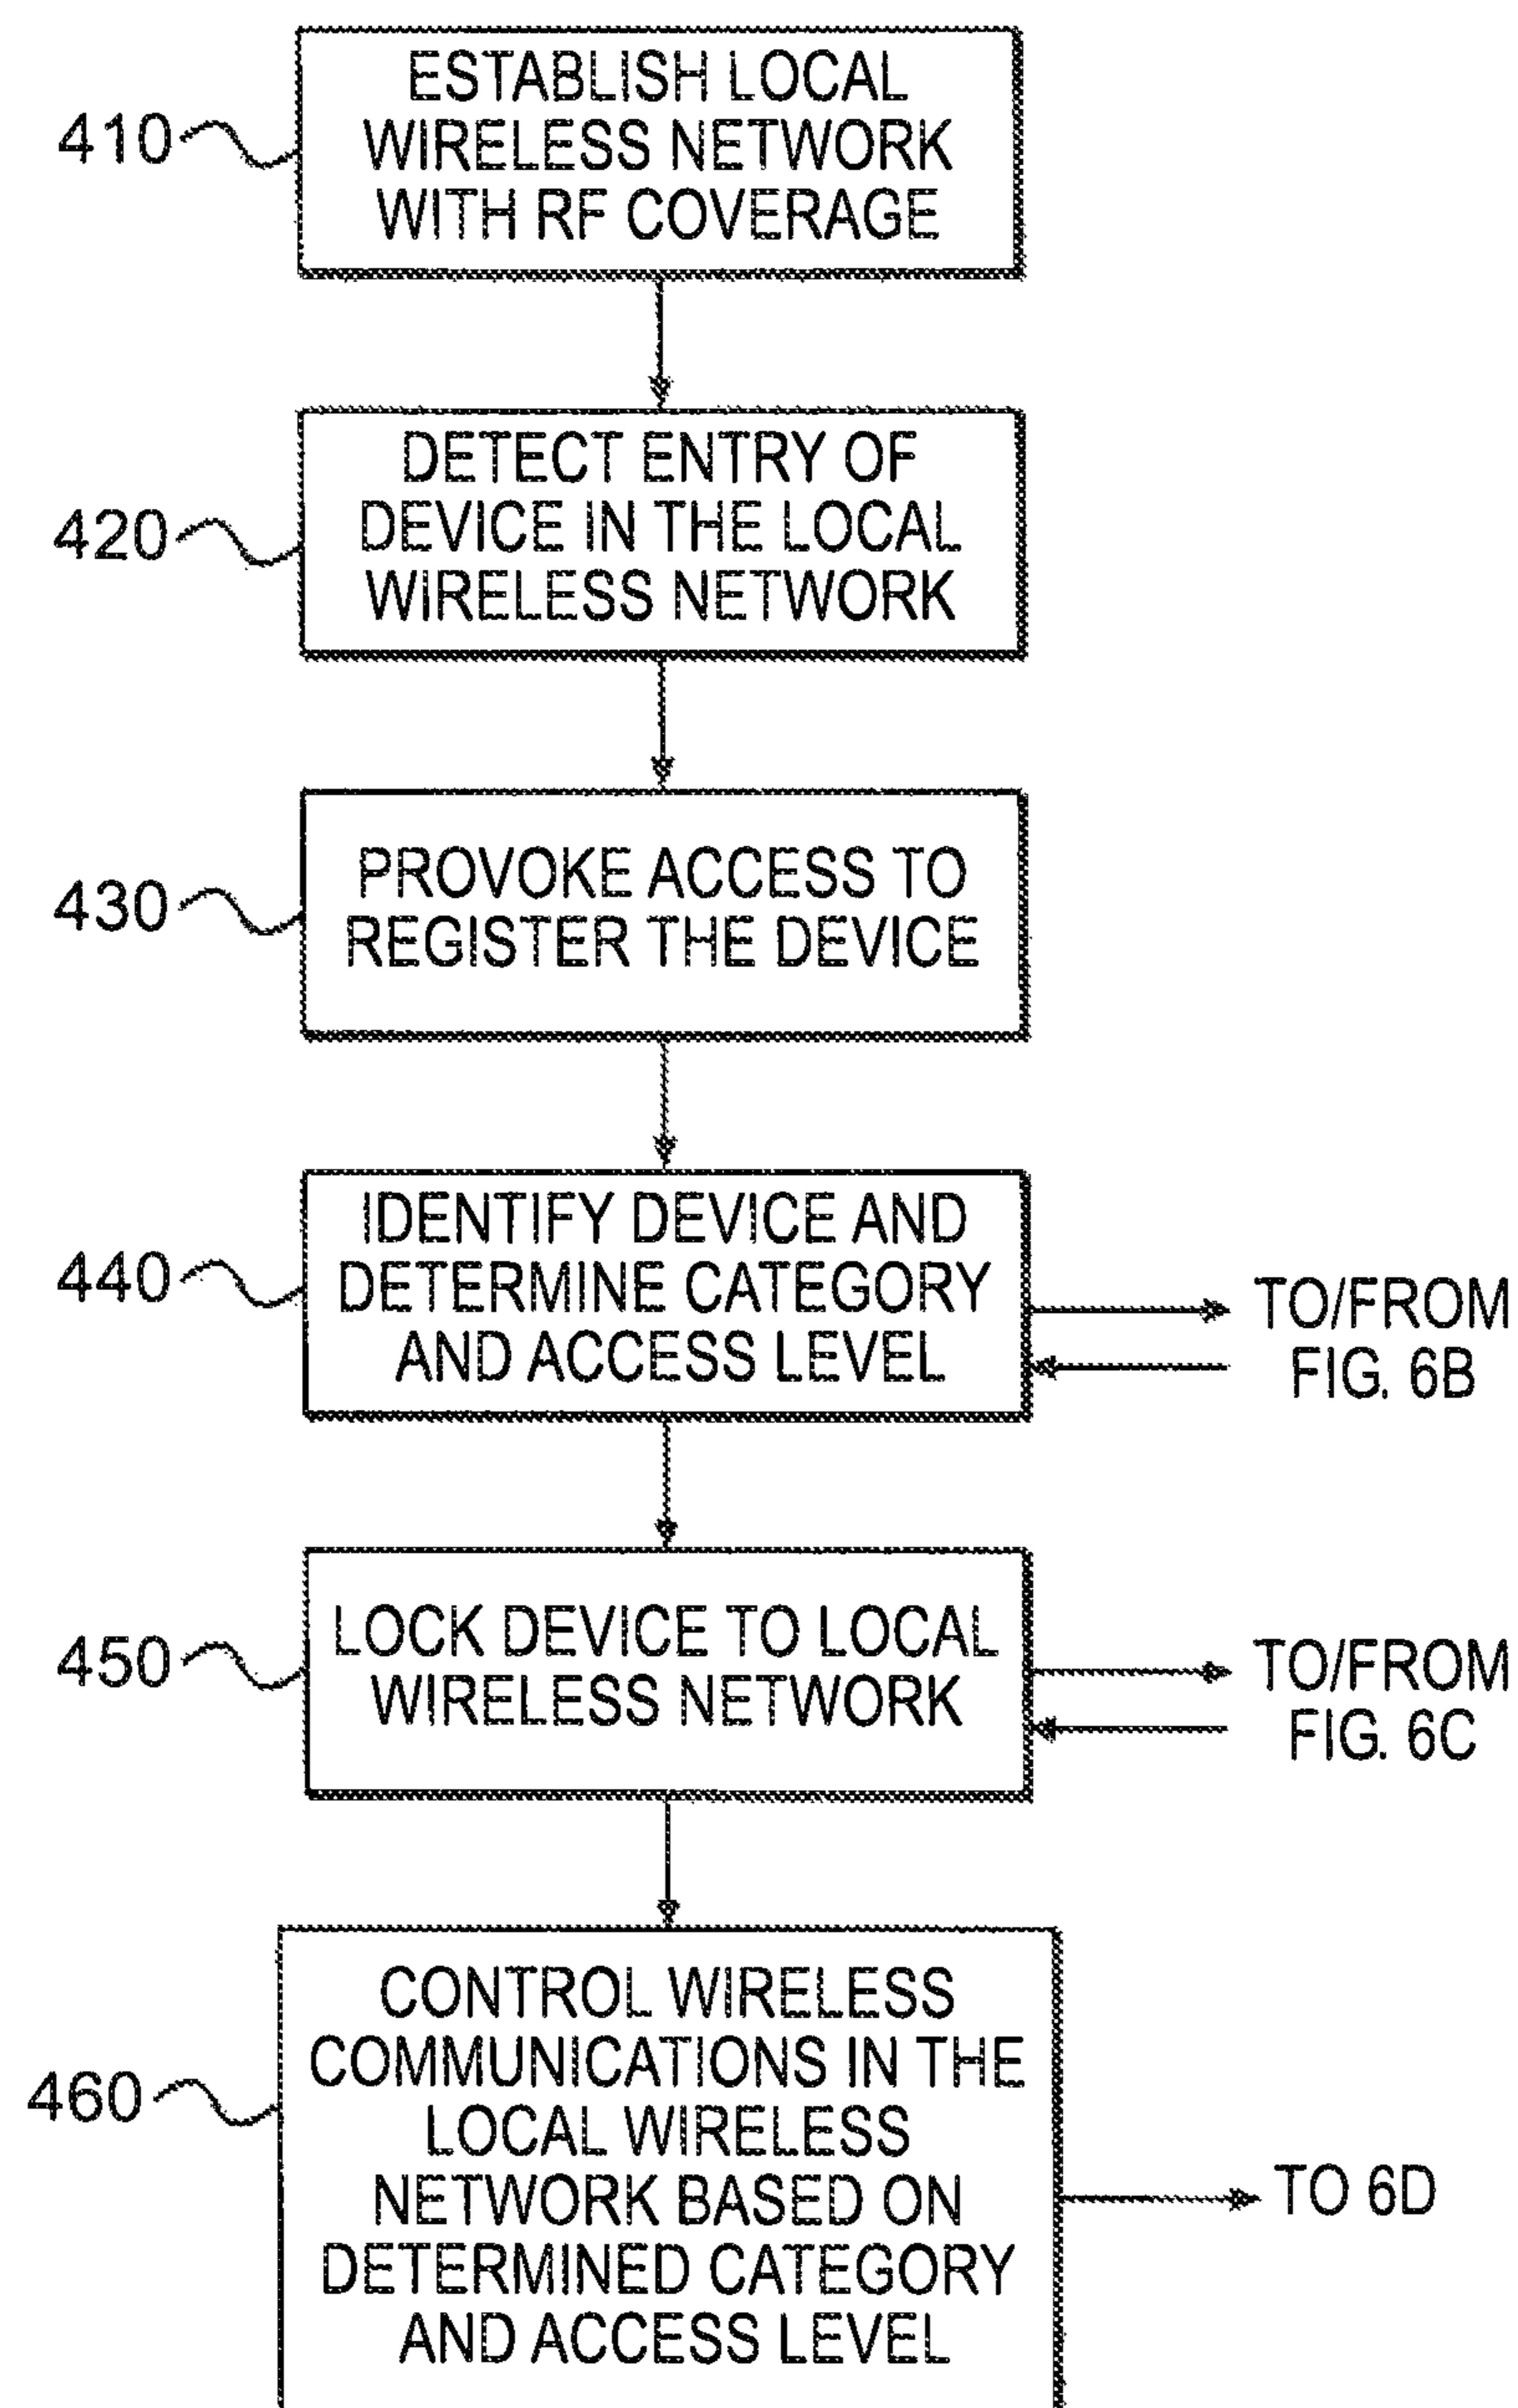 410
ESTABLISH LOCAL
WIRELESS NETWORK
WITH RF COVERAGE
420
DETECT ENTRY OF
DEVICE IN THE LOCAL
WIRELESS NETWORK
430
PROVOKE ACCESS TO
REGISTER THE DEVICE
440
IDENTIFY DEVICE AND
DETERMINE CATEGORY
AND ACCESS LEVEL
TO/FROM
FIG. 6B
450
LOCK DEVICE TO LOCAL
WIRELESS NETWORK
TO/FROM
FIG. 6C
460
CONTROL WIRELESS
COMMUNICATIONS IN THE
LOCAL WIRELESS
NETWORK BASED ON
DETERMINED CATEGORY
AND ACCESS LEVEL
TO 6D